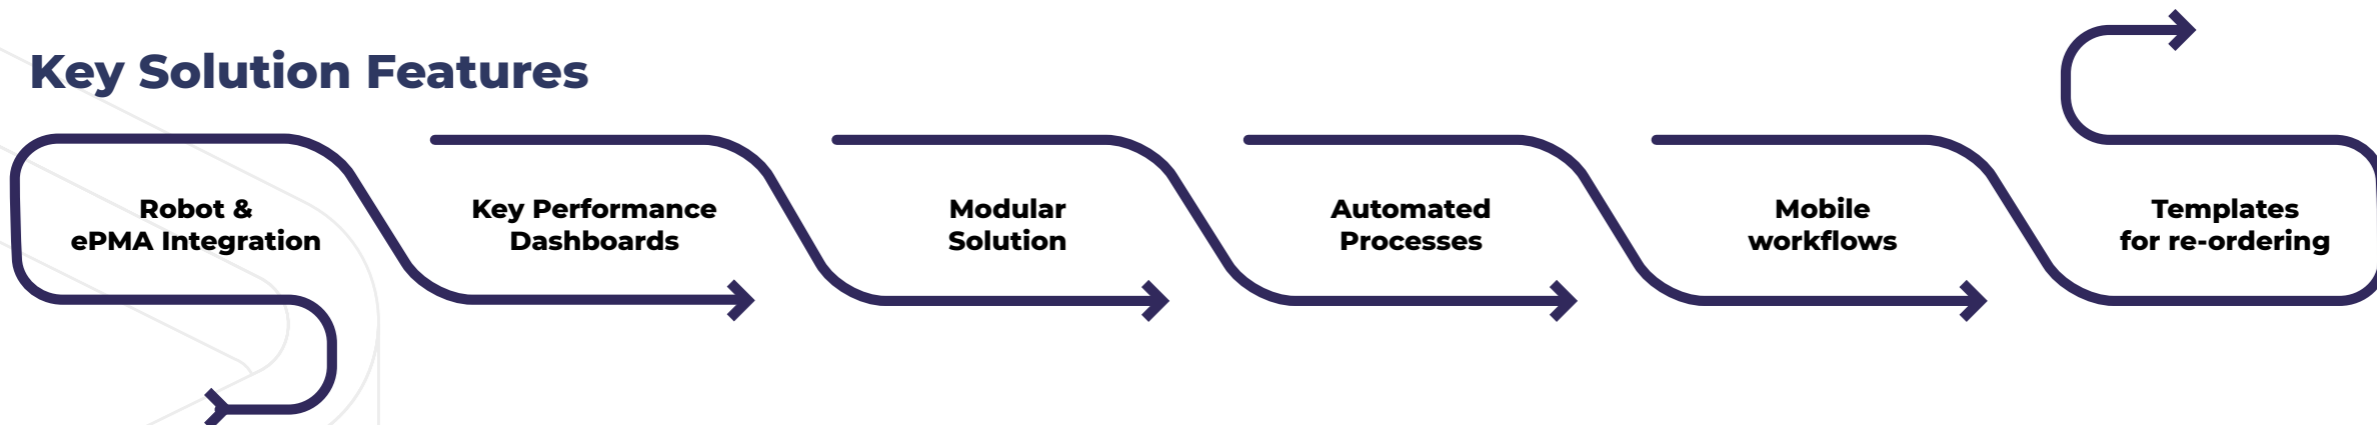 Key Solution Features
Robot &
ePMA Integration
Key Performance
Dashboards
Modular
Solution
Automated
Processes
Mobile
workflows
Templates
for re-ordering